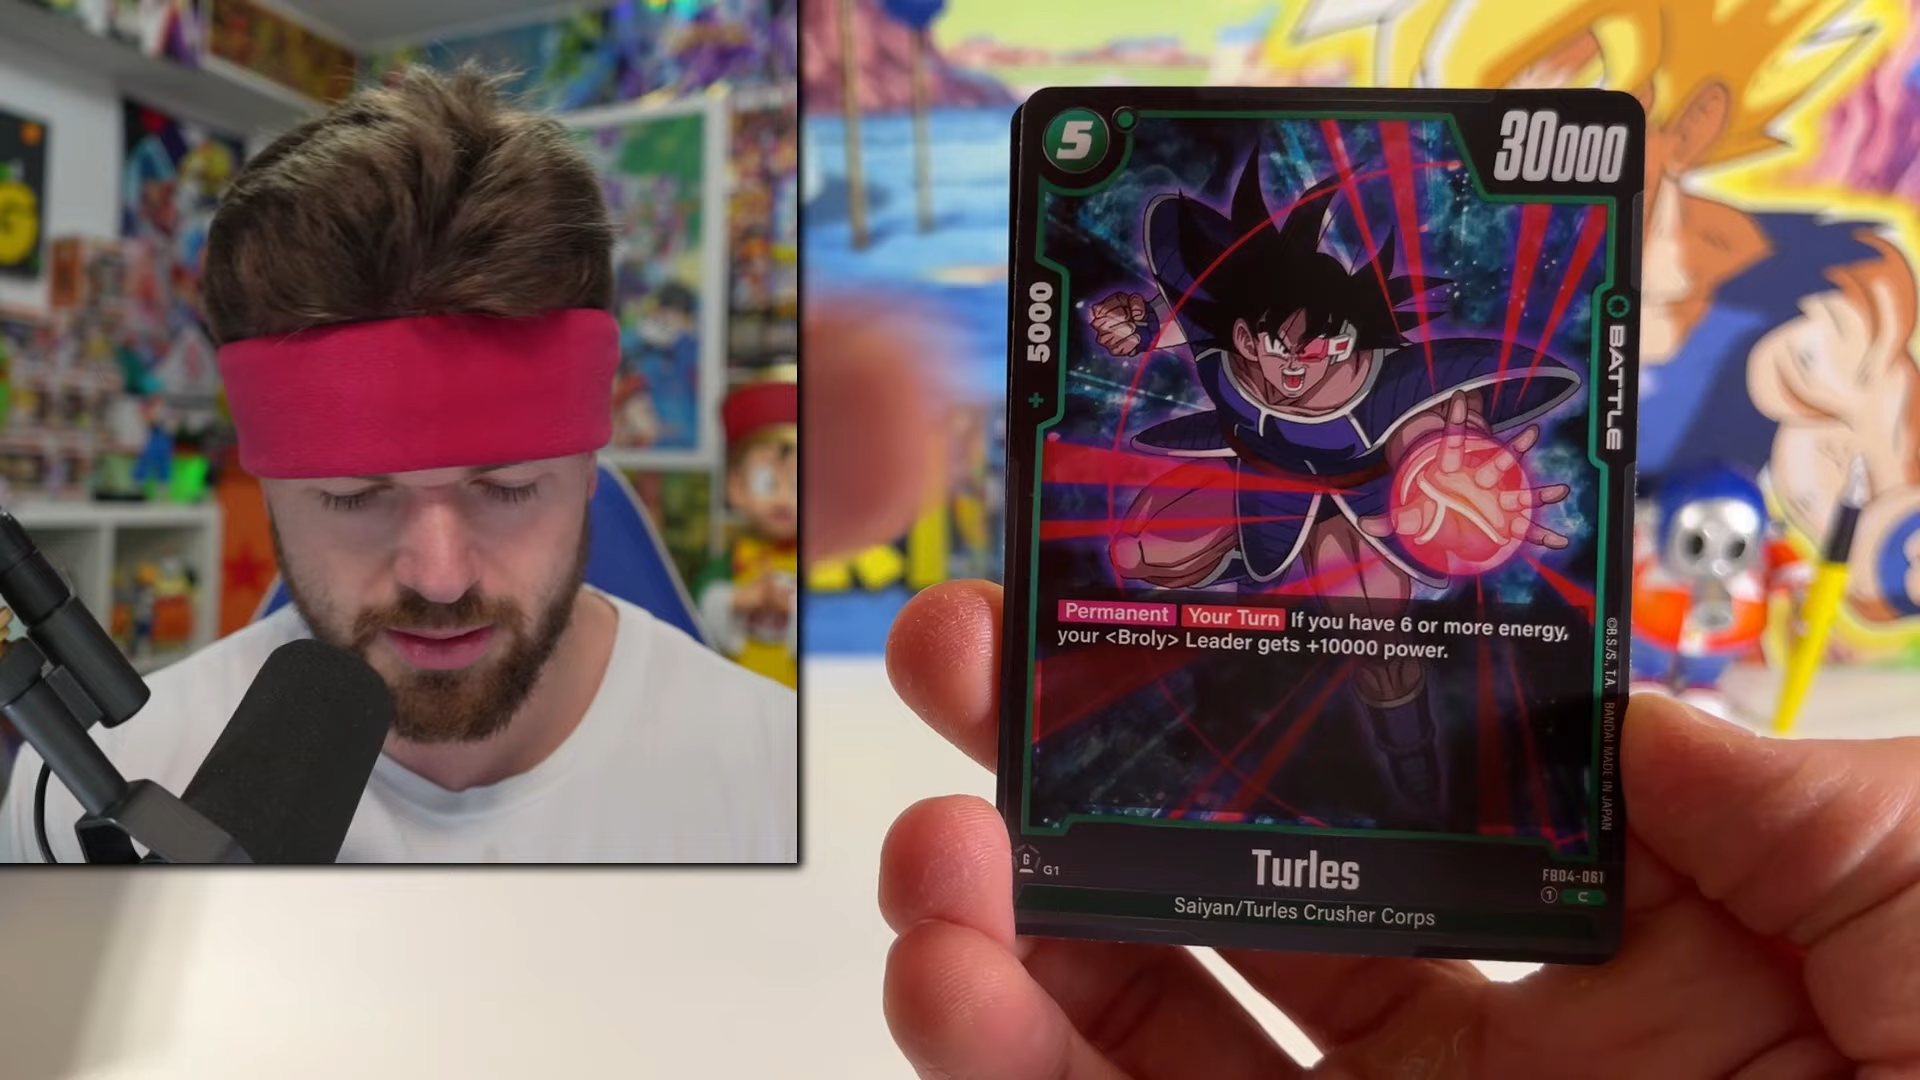 5
30000
+ 5000
BATTLE
Permanent Your Turn If you have 6 or more energy,
your <Broly> Leader gets +10000 power.
©B.S/S., T.A. BANDAI MADE IN JAPAN
G G1
Turles
FB04-061
1 C
Saiyan/Turles Crusher Corps